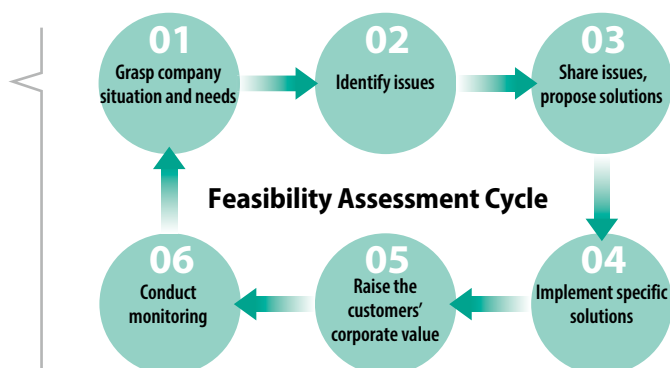 01
Grasp company
situation and needs
02
Identify issues
03
Share issues,
propose solutions
Feasibility Assessment Cycle
04
Implement specific
solutions
05
Raise the
customers’
corporate value
06
Conduct
monitoring